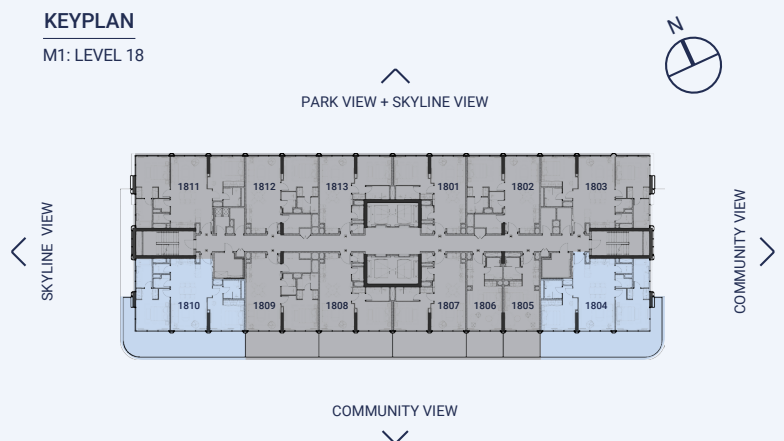 KEYPLAN
M1: LEVEL 18
N
PARK VIEW + SKYLINE VIEW
1811 1812 1813 1801 1802 1803
SKYLINE VIEW
COMMUNITY VIEW
1810 1809 1808 1807 1806 1805 1804
COMMUNITY VIEW